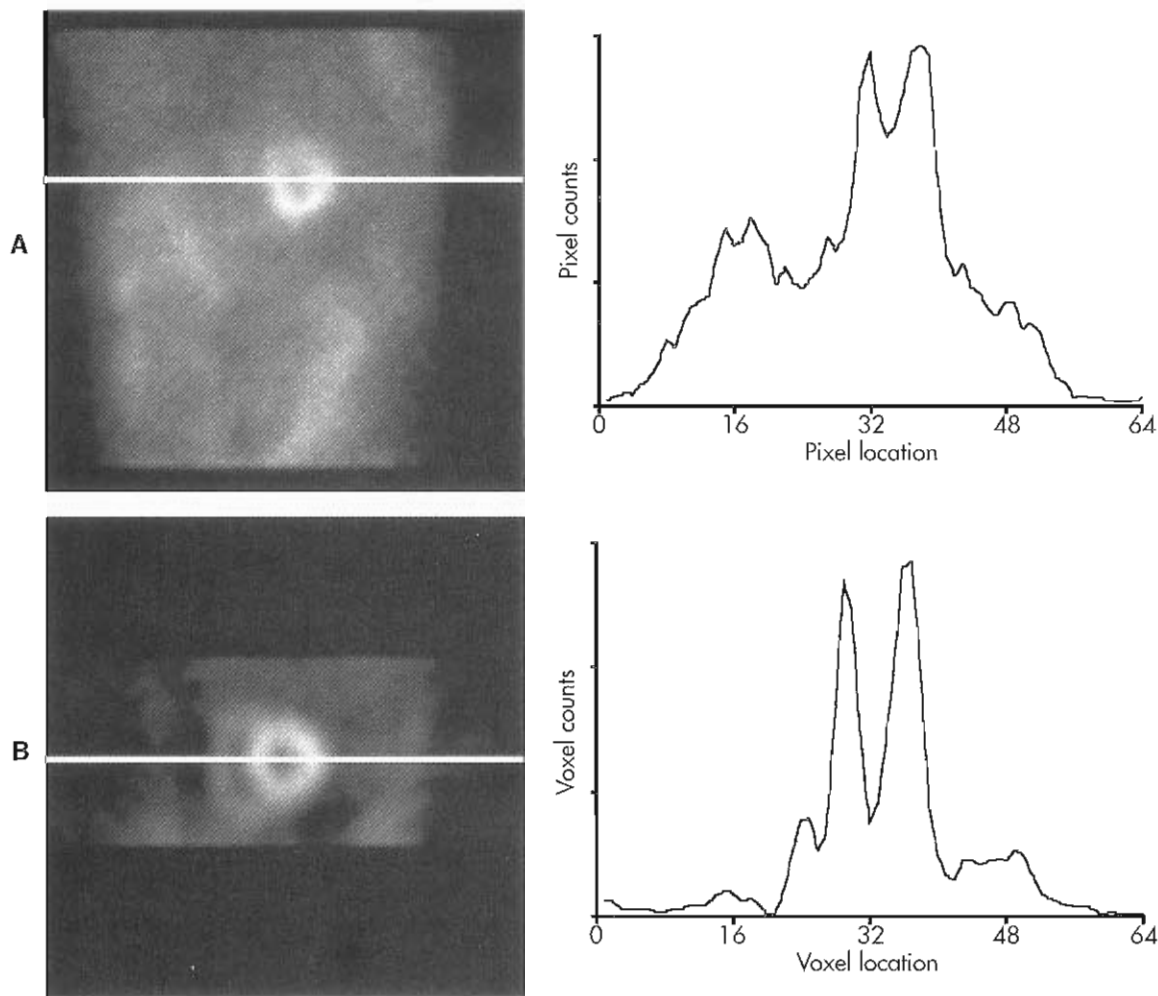 A
Pixel counts
0 16 32 48 64
Pixel location
B
Voxel counts
0 16 32 48 64
Voxel location